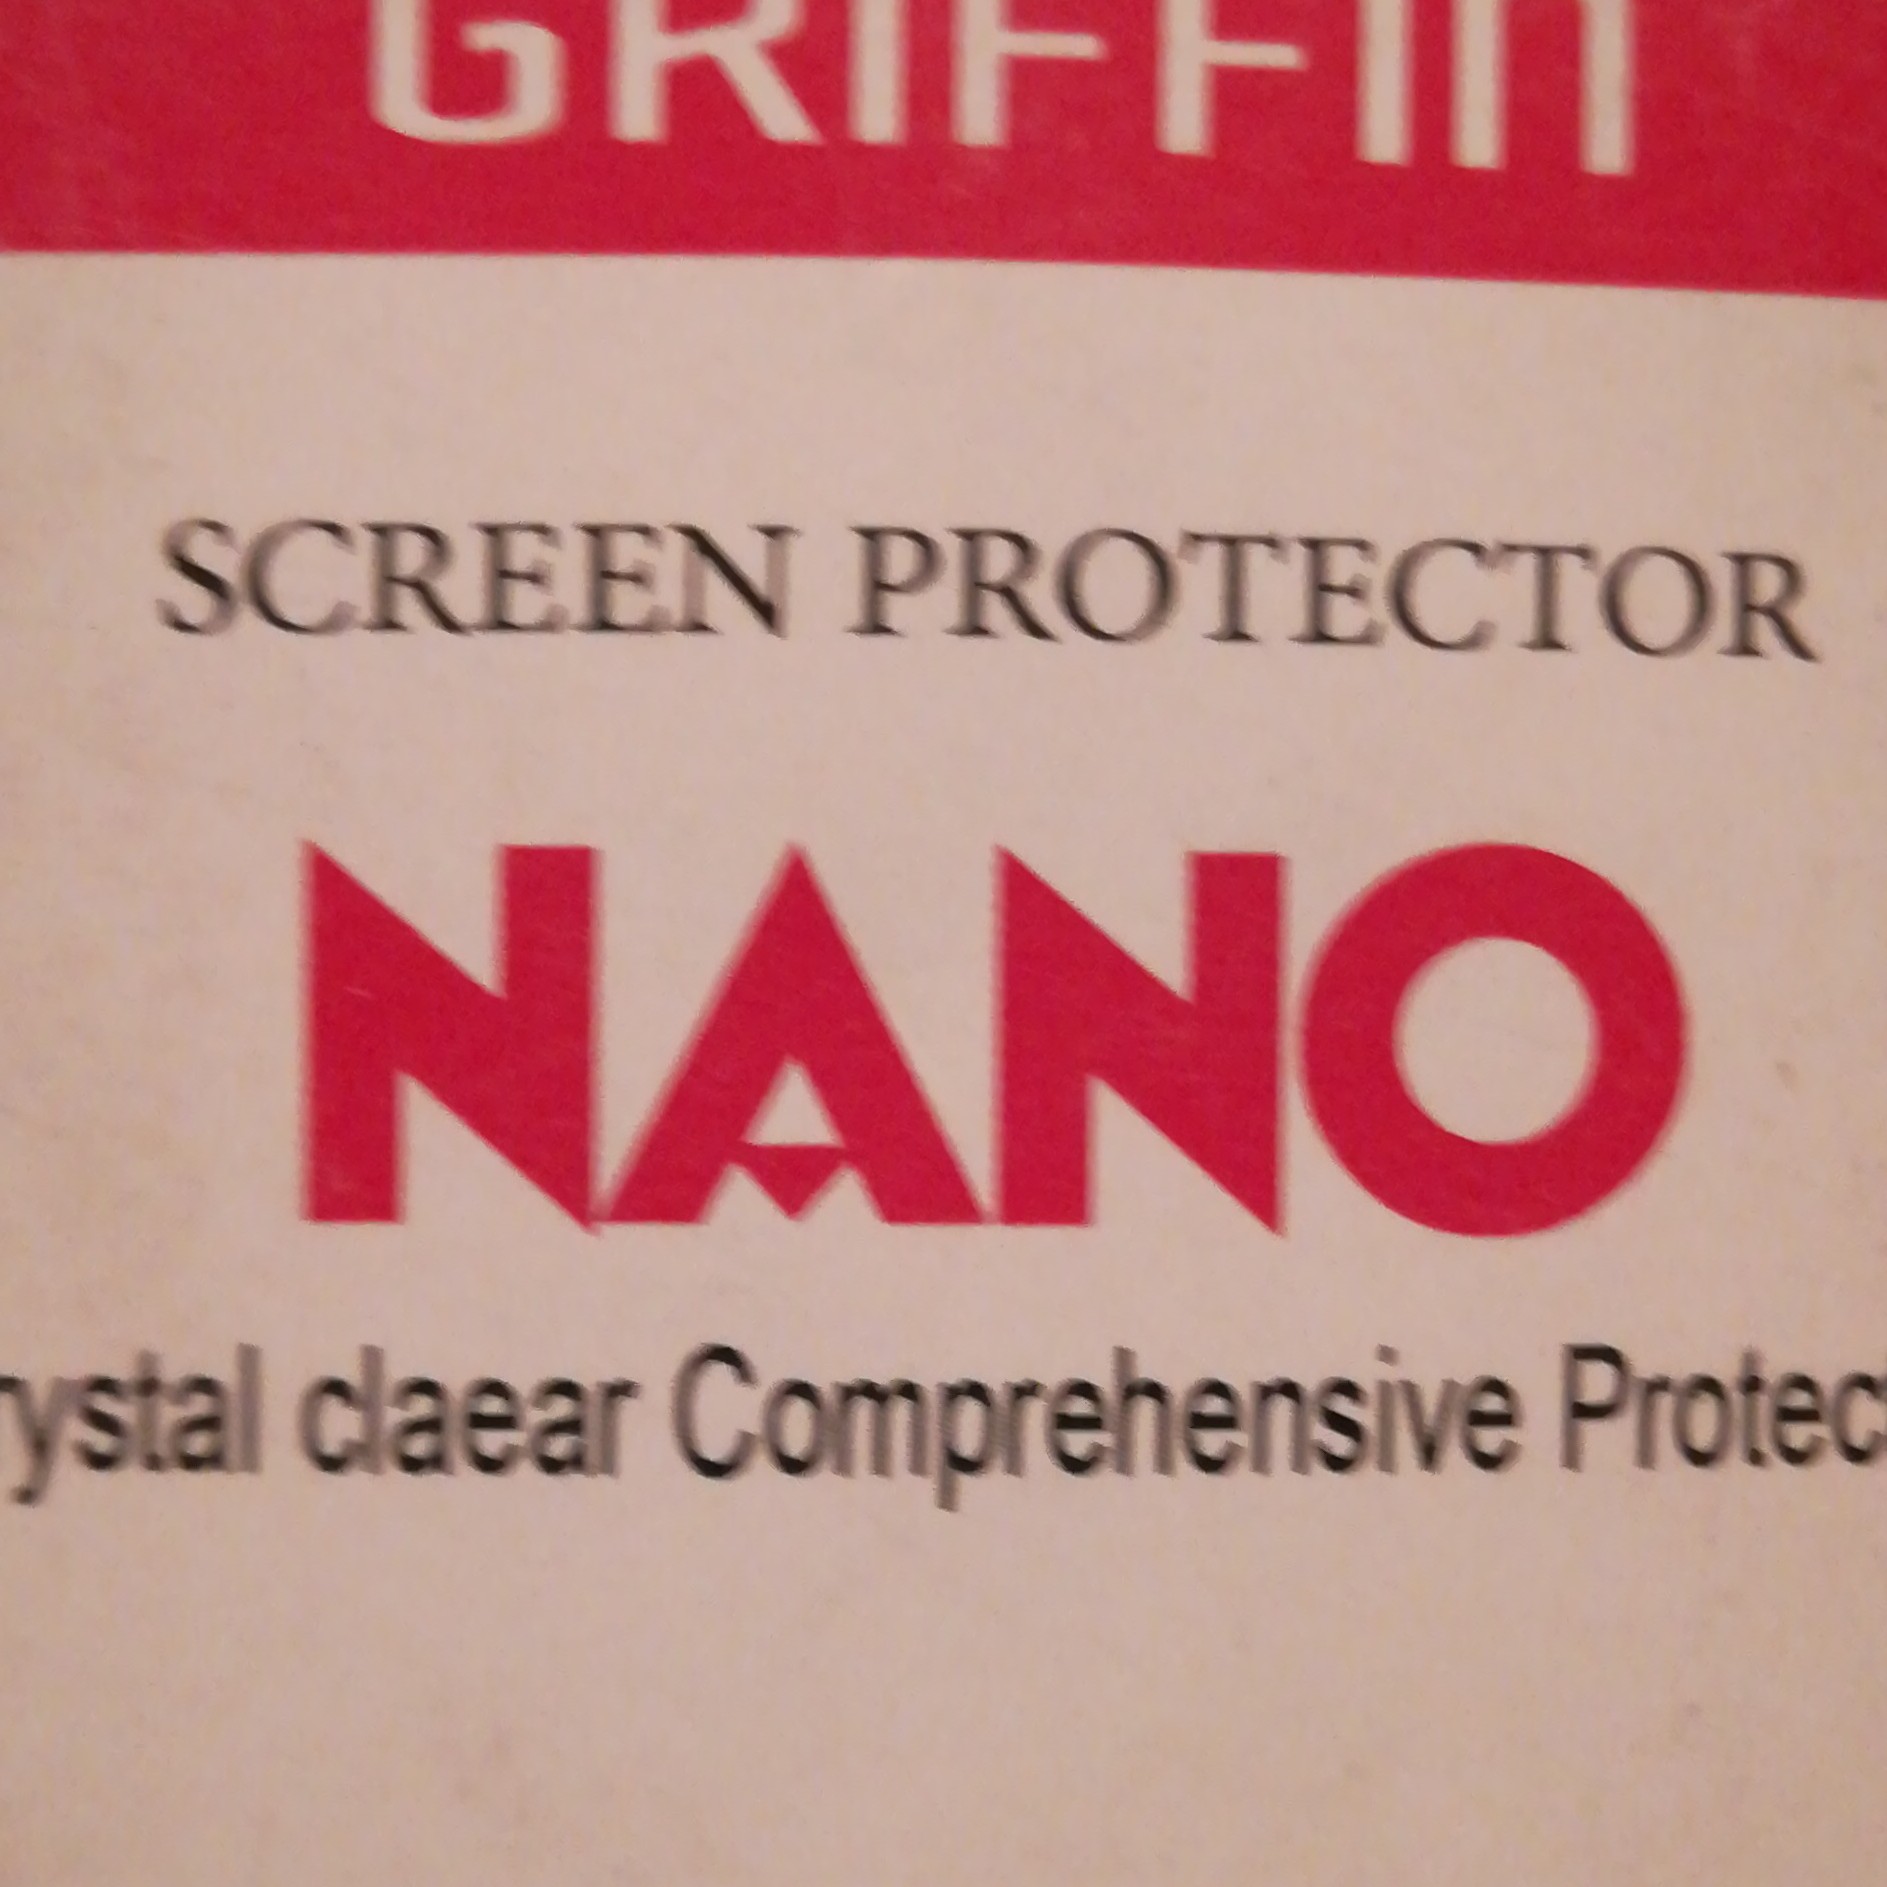 GRIFFIn
SCREEN PROTECTOR
NANO
rystal claear Comprehensive Protec